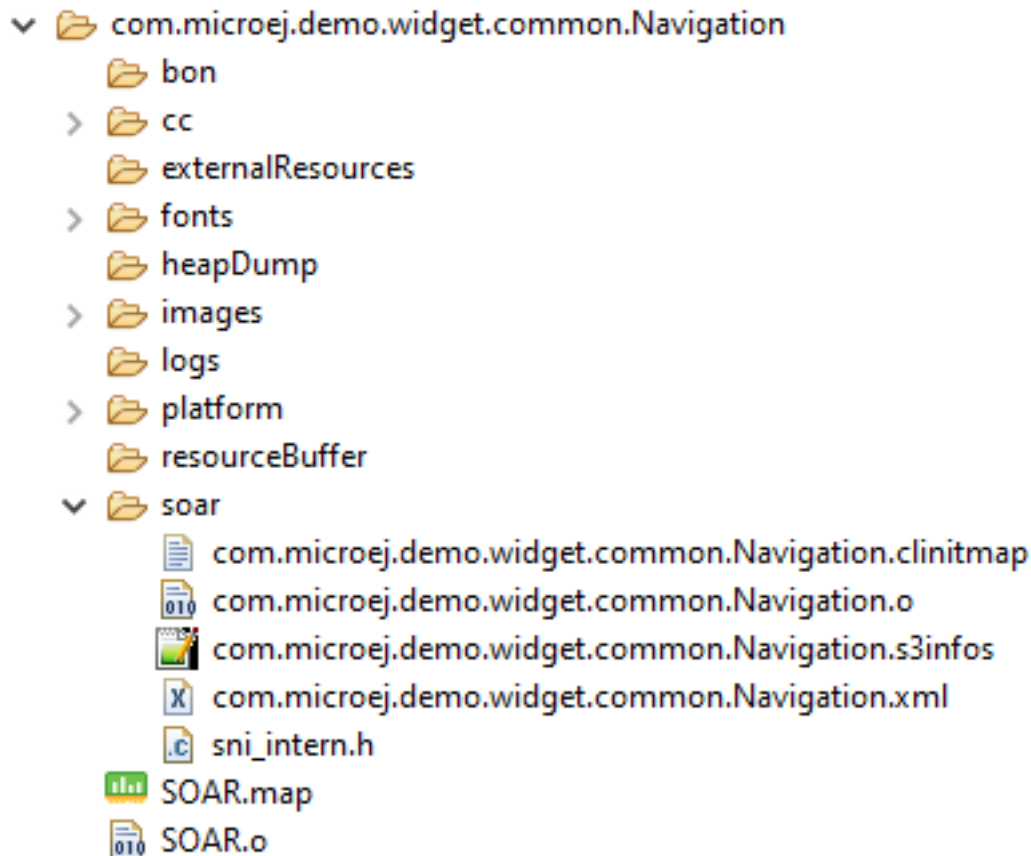 com.microej.demo.widget.common.Navigation
bon
cc
externalResources
fonts
heapDump
images
logs
platform
resourceBuffer
soar
com.microej.demo.widget.common.Navigation.clinitmap
com.microej.demo.widget.common.Navigation.o
com.microej.demo.widget.common.Navigation.s3infos
com.microej.demo.widget.common.Navigation.xml
sni_intern.h
SOAR.map
SOAR.o